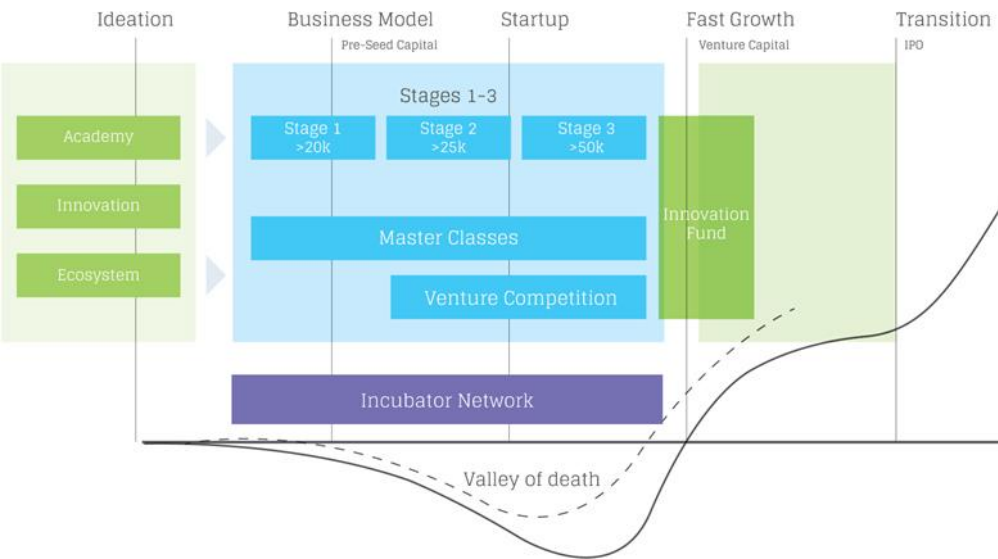 Ideation
Business Model
Startup
Fast Growth
Transition
Pre-Seed Capital
Venture Capital
IPO
Stages 1-3
Academy
Stage 1
>20k
Stage 2
>25k
Stage 3
>50k
Innovation
Innovation
Fund
Master Classes
Ecosystem
Venture Competition
Incubator Network
Valley of death